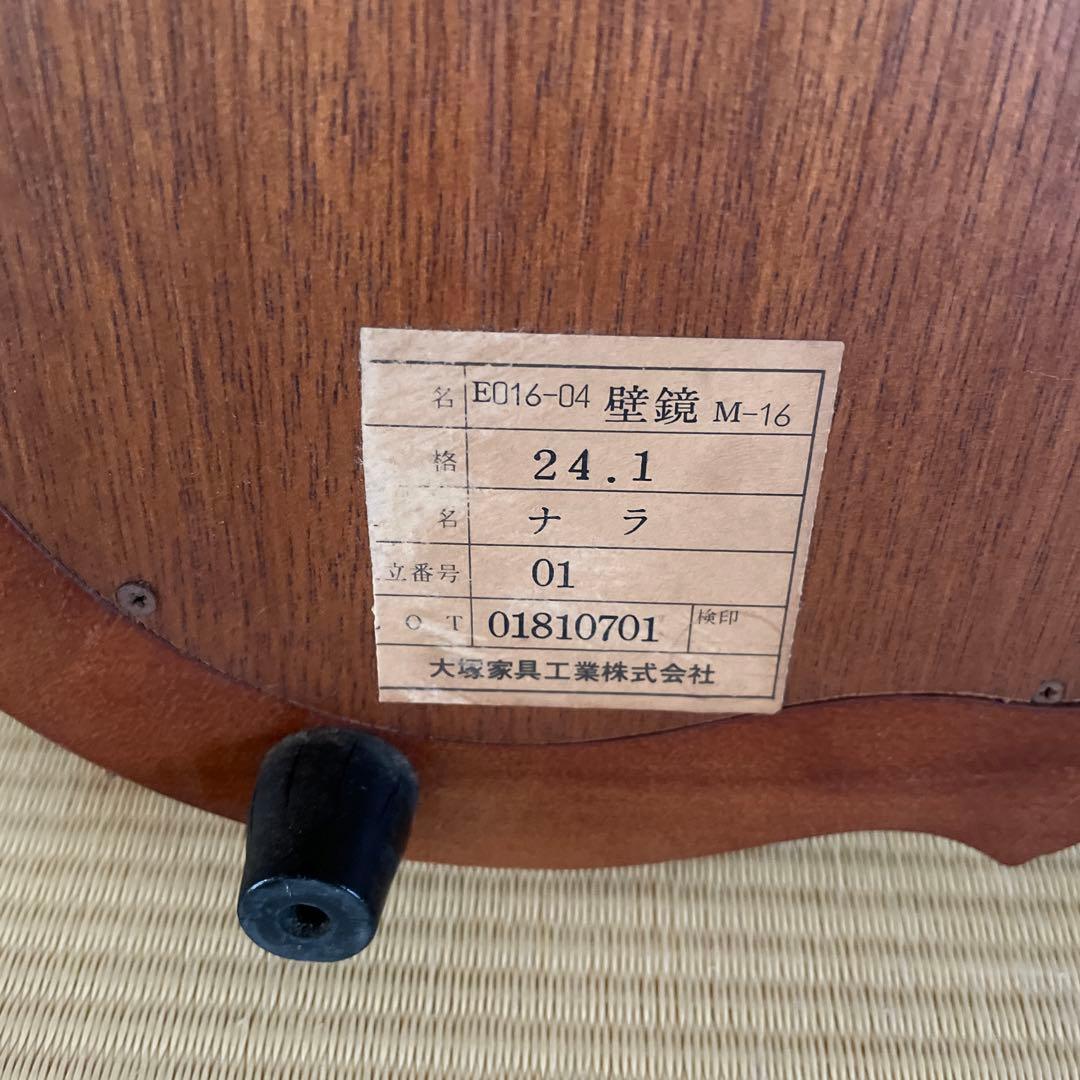 名 E016-04 壁鏡 M-16
格 24.1
名 ナラ
立番号 01
OT 01810701 検印
大塚家具工業株式会社